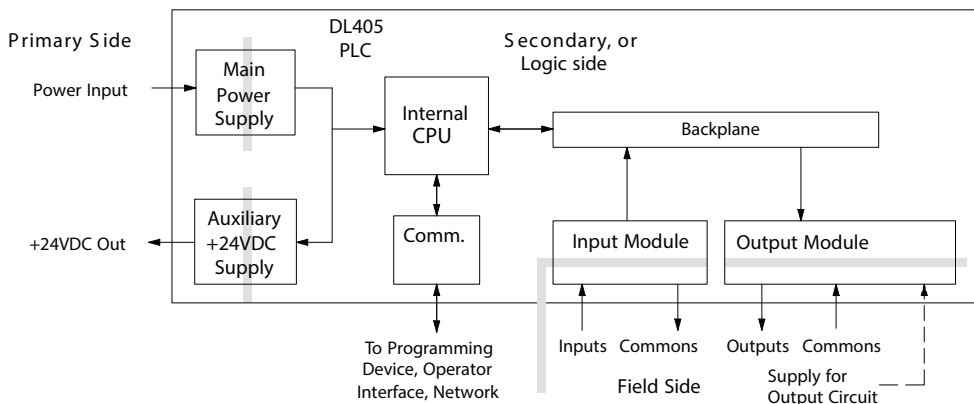 DL405
PLC
Primary Side
Secondary, or
Logic side
Power Input
Main
Power
Supply
Internal
CPU
Backplane
+24VDC Out
Auxiliary
+24VDC
Supply
Comm.
Input Module
Output Module
To Programming
Device, Operator
Interface, Network
Inputs
Commons
Outputs
Commons
Field Side
Supply for
Output Circuit